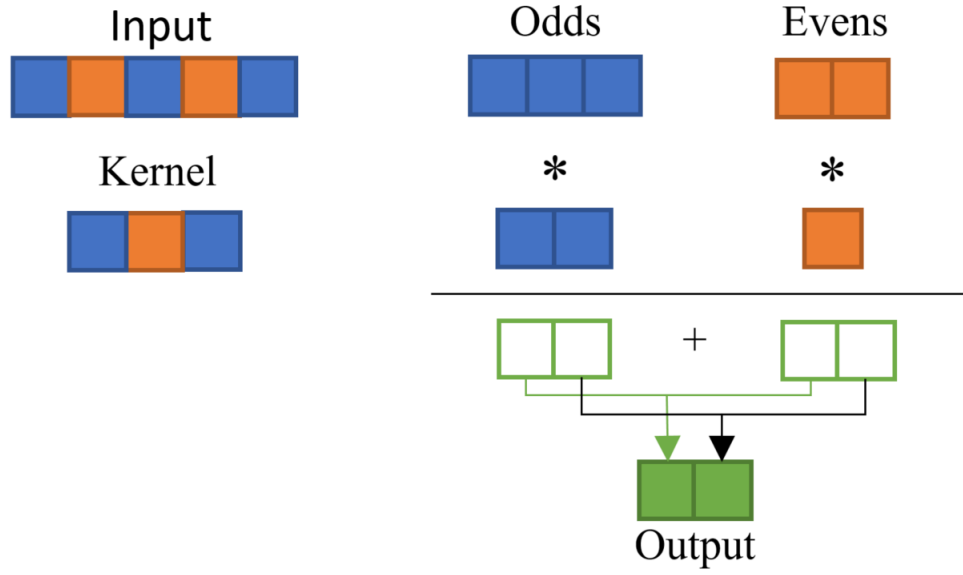 Input
Odds
Evens
Kernel
*
*
+
Output